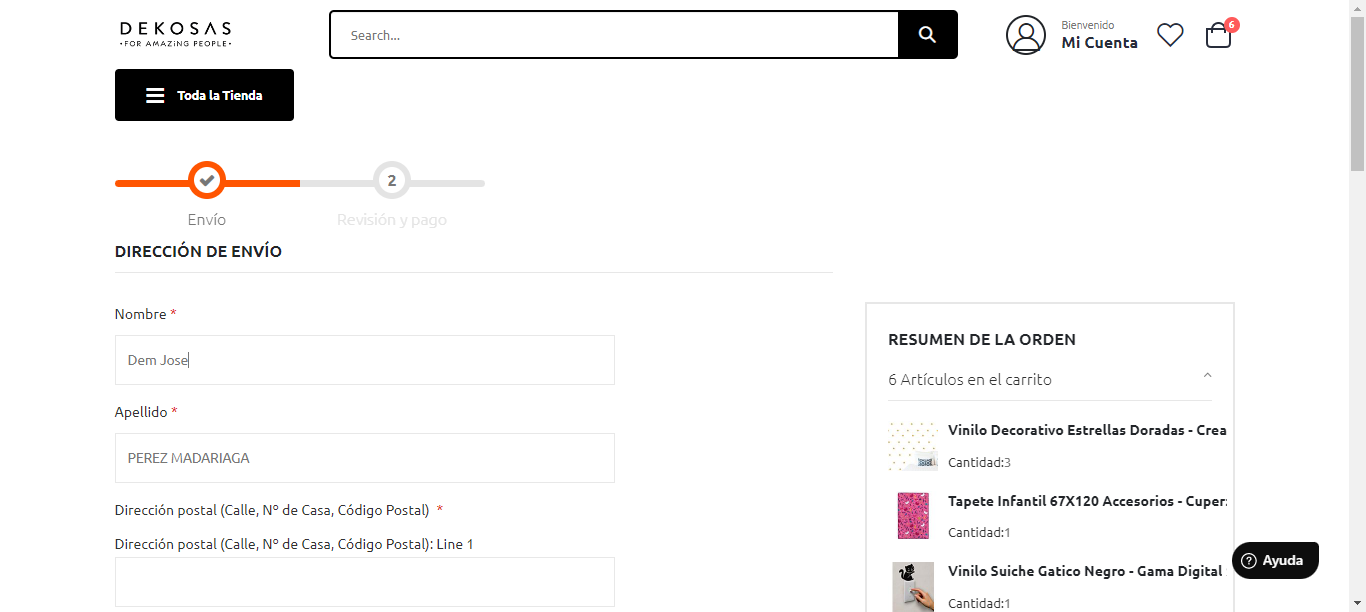 DEKOSAS
•FOR AMAZING PEOPLE•
Search...
Bienvenido
Mi Cuenta
6
Toda la Tienda
2
Envío
Revisión y pago
DIRECCIÓN DE ENVÍO
Nombre *
Dem Jose
Apellido *
PEREZ MADARIAGA
Dirección postal (Calle, Nº de Casa, Código Postal) *
Dirección postal (Calle, Nº de Casa, Código Postal): Line 1
RESUMEN DE LA ORDEN
6 Artículos en el carrito
Vinilo Decorativo Estrellas Doradas - Crea
Cantidad:3
Tapete Infantil 67X120 Accesorios - Cuper
Cantidad:1
Vinilo Suiche Gatico Negro - Gama Digital
Cantidad:1
? Ayuda